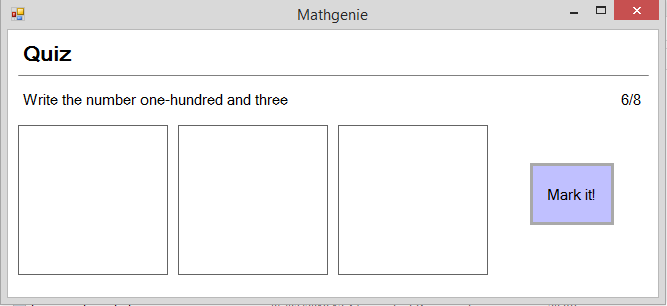 Mathgenie
Quiz
Write the number one-hundred and three
6/8
Mark it!